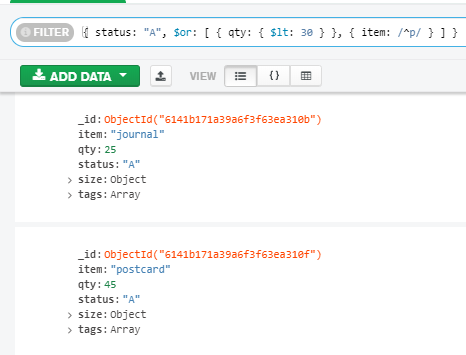 FILTER { status: "A", $or: [ { qty: { $lt: 30 } }, { item: /^p/ } ] }
ADD DATA VIEW {}
_id: ObjectId("6141b171a39a6f3f63ea310b")
item: "journal"
qty: 25
status: "A"
> size: Object
> tags: Array
_id: ObjectId("6141b171a39a6f3f63ea310f")
item: "postcard"
qty: 45
status: "A"
> size: Object
> tags: Array